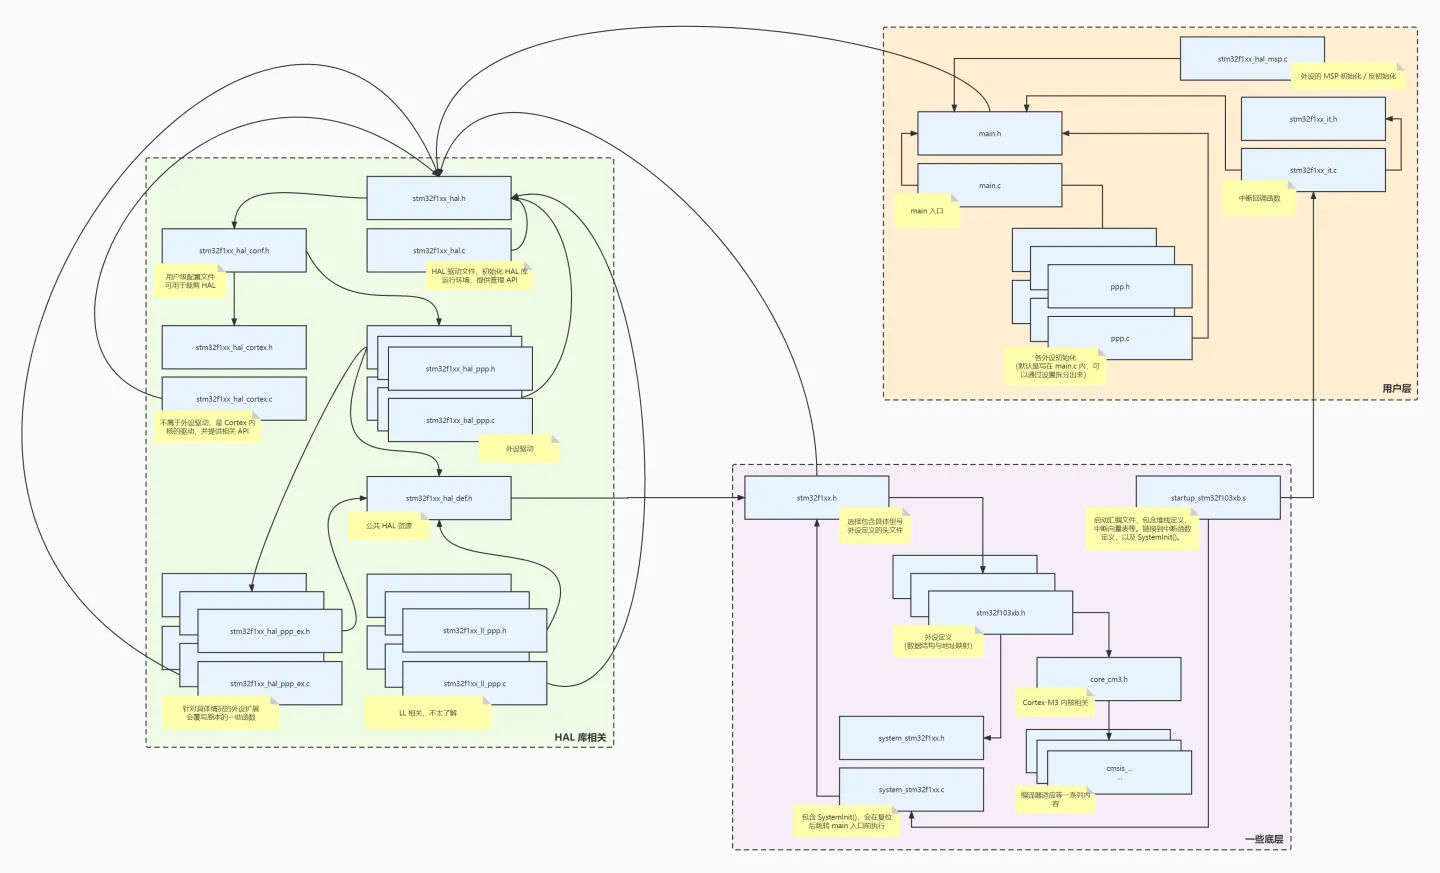 stm32f1xx_hal_msp.c
外设的 MSP 初始化 / 反初始化
main.h
stm32f1xx_it.h
main.c
main 入口
stm32f1xx_it.c
中断回调函数
ppp.h
ppp.c
各外设初始化
(默认是写在 main.c 内，可
以通过设置拆分出来)
用户层
stm32f1xx_hal.h
stm32f1xx_hal.c
HAL 驱动文件，初始化 HAL 库
运行环境，提供管理 API
stm32f1xx_hal_conf.h
用户级配置文件
可用于裁剪 HAL
stm32f1xx_hal_cortex.h
stm32f1xx_hal_cortex.c
不属于外设驱动，是 Cortex 内
核的驱动，并提供相关 API
stm32f1xx_hal_ppp.h
stm32f1xx_hal_ppp.c
外设驱动
stm32f1xx_hal_def.h
公共 HAL 资源
stm32f1xx_hal_ppp_ex.h
stm32f1xx_hal_ppp_ex.c
针对具体情况的外设扩展
会覆写原本的一些函数
stm32f1xx_ll_ppp.h
stm32f1xx_ll_ppp.c
LL 相关，不太了解
HAL 库相关
stm32f1xx.h
选择包含具体型号
外设定义的头文件
startup_stm32f103xb.s
启动汇编文件，包含堆栈定义，
中断向量表等。链接到中断函数
定义，以及 SystemInit()。
stm32f103xb.h
外设定义
(数据结构与地址映射)
core_cm3.h
Cortex-M3 内核相关
system_stm32f1xx.h
system_stm32f1xx.c
包含 SystemInit()，会在复位
后跳转 main 入口前执行
cmsis_...
...
编译器适应等一系列内
容
一些底层